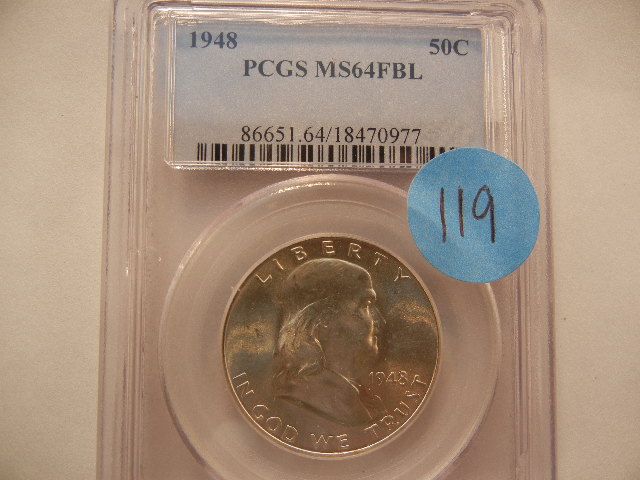 1948 50C
PCGS MS64FBL
86651.64/18470977
119
LIBERTY
1948
IN GOD WE TRUST